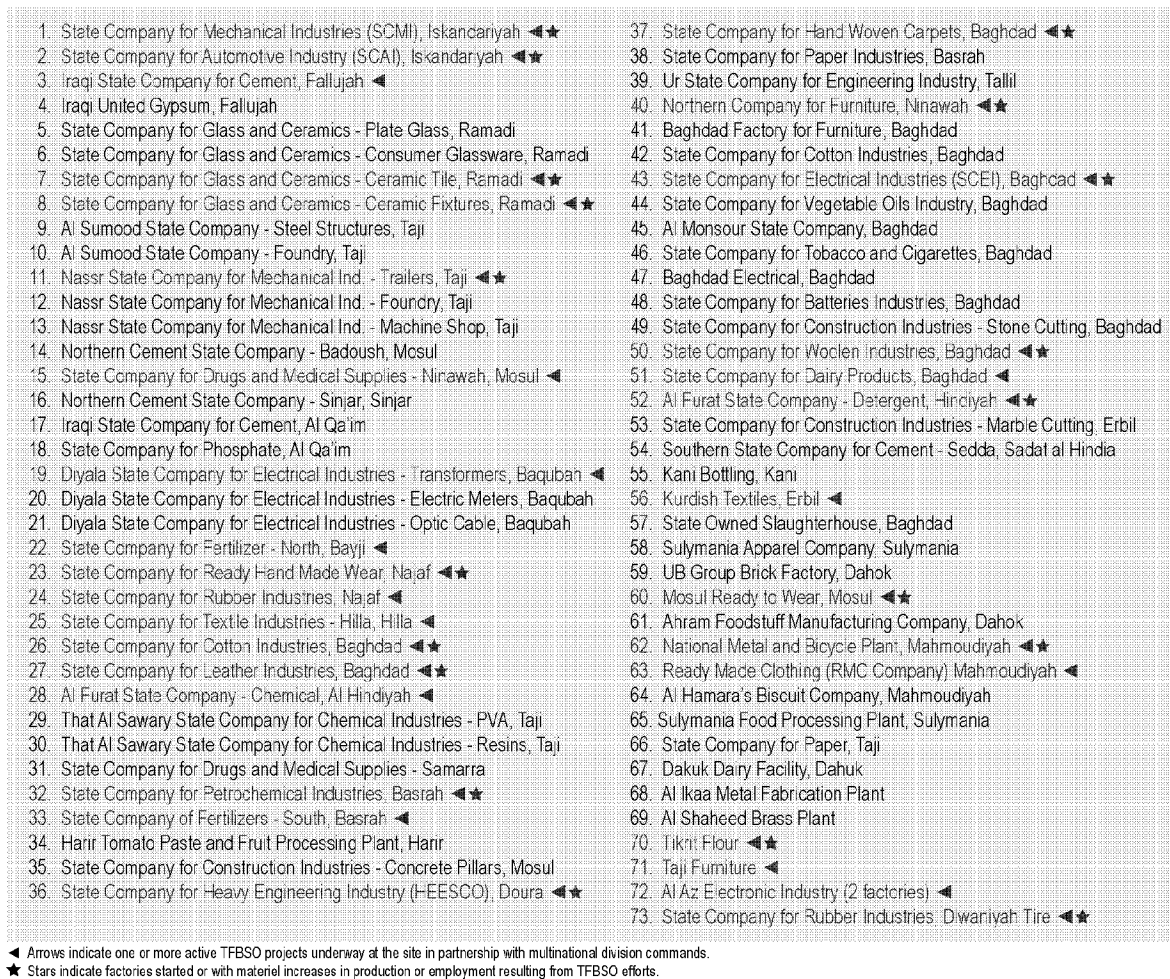 1. State Company for Mechanical Industries (SCMI), Iskandariyah ◄★
2. State Company for Automotive Industry (SCAI), Iskandariyah ◄★
3. Iraqi State Company for Cement, Fallujah ◄
4. Iraqi United Gypsum, Fallujah
5. State Company for Glass and Ceramics - Plate Glass, Ramadi
6. State Company for Glass and Ceramics - Consumer Glassware, Ramadi
7. State Company for Glass and Ceramics - Ceramic Tile, Ramadi ◄★
8. State Company for Glass and Ceramics - Ceramic Fixtures, Ramadi ◄★
9. Al Sumood State Company - Steel Structures, Taji
10. Al Sumood State Company - Foundry, Taji
11. Nassr State Company for Mechanical Ind. - Trailers, Taji ◄★
12. Nassr State Company for Mechanical Ind. - Foundry, Taji
13. Nassr State Company for Mechanical Ind. - Machine Shop, Taji
14. Northern Cement State Company - Badoush, Mosul
15. State Company for Drugs and Medical Supplies - Ninawah, Mosul ◄
16. Northern Cement State Company - Sinjar, Sinjar
17. Iraqi State Company for Cement, Al Qa'im
18. State Company for Phosphate, Al Qa'im
19. Diyala State Company for Electrical Industries - Transformers, Baqubah ◄
20. Diyala State Company for Electrical Industries - Electric Meters, Baqubah
21. Diyala State Company for Electrical Industries - Optic Cable, Baqubah
22. State Company for Fertilizer - North, Bayji ◄
23. State Company for Ready Hand Made Wear, Najaf ◄★
24. State Company for Rubber Industries, Najaf ◄
25. State Company for Textile Industries - Hilla, Hilla ◄
26. State Company for Cotton Industries, Baghdad ◄★
27. State Company for Leather Industries, Baghdad ◄★
28. Al Furat State Company - Chemical, Al Hindiyah ◄
29. That Al Sawary State Company for Chemical Industries - PVA, Taji
30. That Al Sawary State Company for Chemical Industries - Resins, Taji
31. State Company for Drugs and Medical Supplies - Samarra
32. State Company for Petrochemical Industries, Basrah ◄★
33. State Company of Fertilizers - South, Basrah ◄
34. Harir Tomato Paste and Fruit Processing Plant, Harir
35. State Company for Construction Industries - Concrete Pillars, Mosul
36. State Company for Heavy Engineering Industry (HEESCO), Doura ◄★
37. State Company for Hand Woven Carpets, Baghdad ◄★
38. State Company for Paper Industries, Basrah
39. Ur State Company for Engineering Industry, Tallil
40. Northern Company for Furniture, Ninawah ◄★
41. Baghdad Factory for Furniture, Baghdad
42. State Company for Cotton Industries, Baghdad
43. State Company for Electrical Industries (SCEI), Baghdad ◄★
44. State Company for Vegetable Oils Industry, Baghdad
45. Al Monsour State Company, Baghdad
46. State Company for Tobacco and Cigarettes, Baghdad
47. Baghdad Electrical, Baghdad
48. State Company for Batteries Industries, Baghdad
49. State Company for Construction Industries - Stone Cutting, Baghdad
50. State Company for Woolen Industries, Baghdad ◄★
51. State Company for Dairy Products, Baghdad ◄
52. Al Furat State Company - Detergent, Hindiyah ◄★
53. State Company for Construction Industries - Marble Cutting, Erbil
54. Southern State Company for Cement - Sedda, Sadat al Hindia
55. Kani Bottling, Kani
56. Kurdish Textiles, Erbil ◄
57. State Owned Slaughterhouse, Baghdad
58. Sulymania Apparel Company, Sulymania
59. UB Group Brick Factory, Dahok
60. Mosul Ready to Wear, Mosul ◄★
61. Ahram Foodstuff Manufacturing Company, Dahok
62. National Metal and Bicycle Plant, Mahmoudiyah ◄★
63. Ready Made Clothing (RMC Company) Mahmoudiyah ◄
64. Al Hamara's Biscuit Company, Mahmoudiyah
65. Sulymania Food Processing Plant, Sulymania
66. State Company for Paper, Taji
67. Dakuk Dairy Facility, Dahuk
68. Al Ikaa Metal Fabrication Plant
69. Al Shaheed Brass Plant
70. Tikrit Flour ◄★
71. Taji Furniture ◄
72. Al Az Electronic Industry (2 factories) ◄
73. State Company for Rubber Industries, Diwaniyah Tire ◄★
◄ Arrows indicate one or more active TFBSO projects underway at the site in partnership with multinational division commands.
★ Stars indicate factories started or with materiel increases in production or employment resulting from TFBSO efforts.